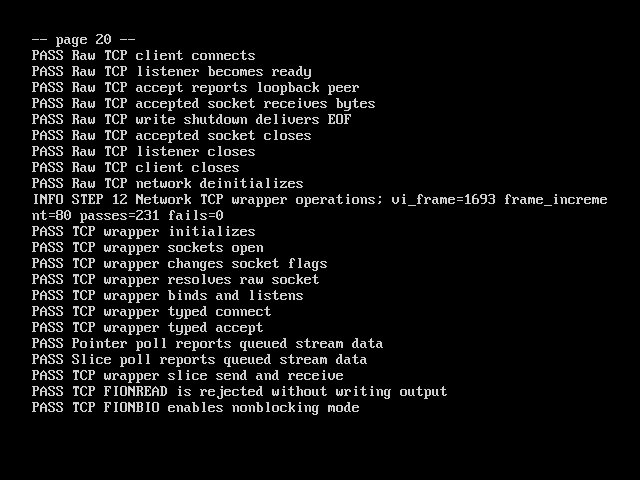 -- page 20 --
PASS Raw TCP client connects
PASS Raw TCP listener becomes ready
PASS Raw TCP accept reports loopback peer
PASS Raw TCP accepted socket receives bytes
PASS Raw TCP write shutdown delivers EOF
PASS Raw TCP accepted socket closes
PASS Raw TCP listener closes
PASS Raw TCP client closes
PASS Raw TCP network deinitializes
INFO STEP 12 Network TCP wrapper operations; vi_frame=1693 frame_increme
nt=80 passes=231 fails=0
PASS TCP wrapper initializes
PASS TCP wrapper sockets open
PASS TCP wrapper changes socket flags
PASS TCP wrapper resolves raw socket
PASS TCP wrapper binds and listens
PASS TCP wrapper typed connect
PASS TCP wrapper typed accept
PASS Pointer poll reports queued stream data
PASS Slice poll reports queued stream data
PASS TCP wrapper slice send and receive
PASS TCP FIONREAD is rejected without writing output
PASS TCP FIONBIO enables nonblocking mode